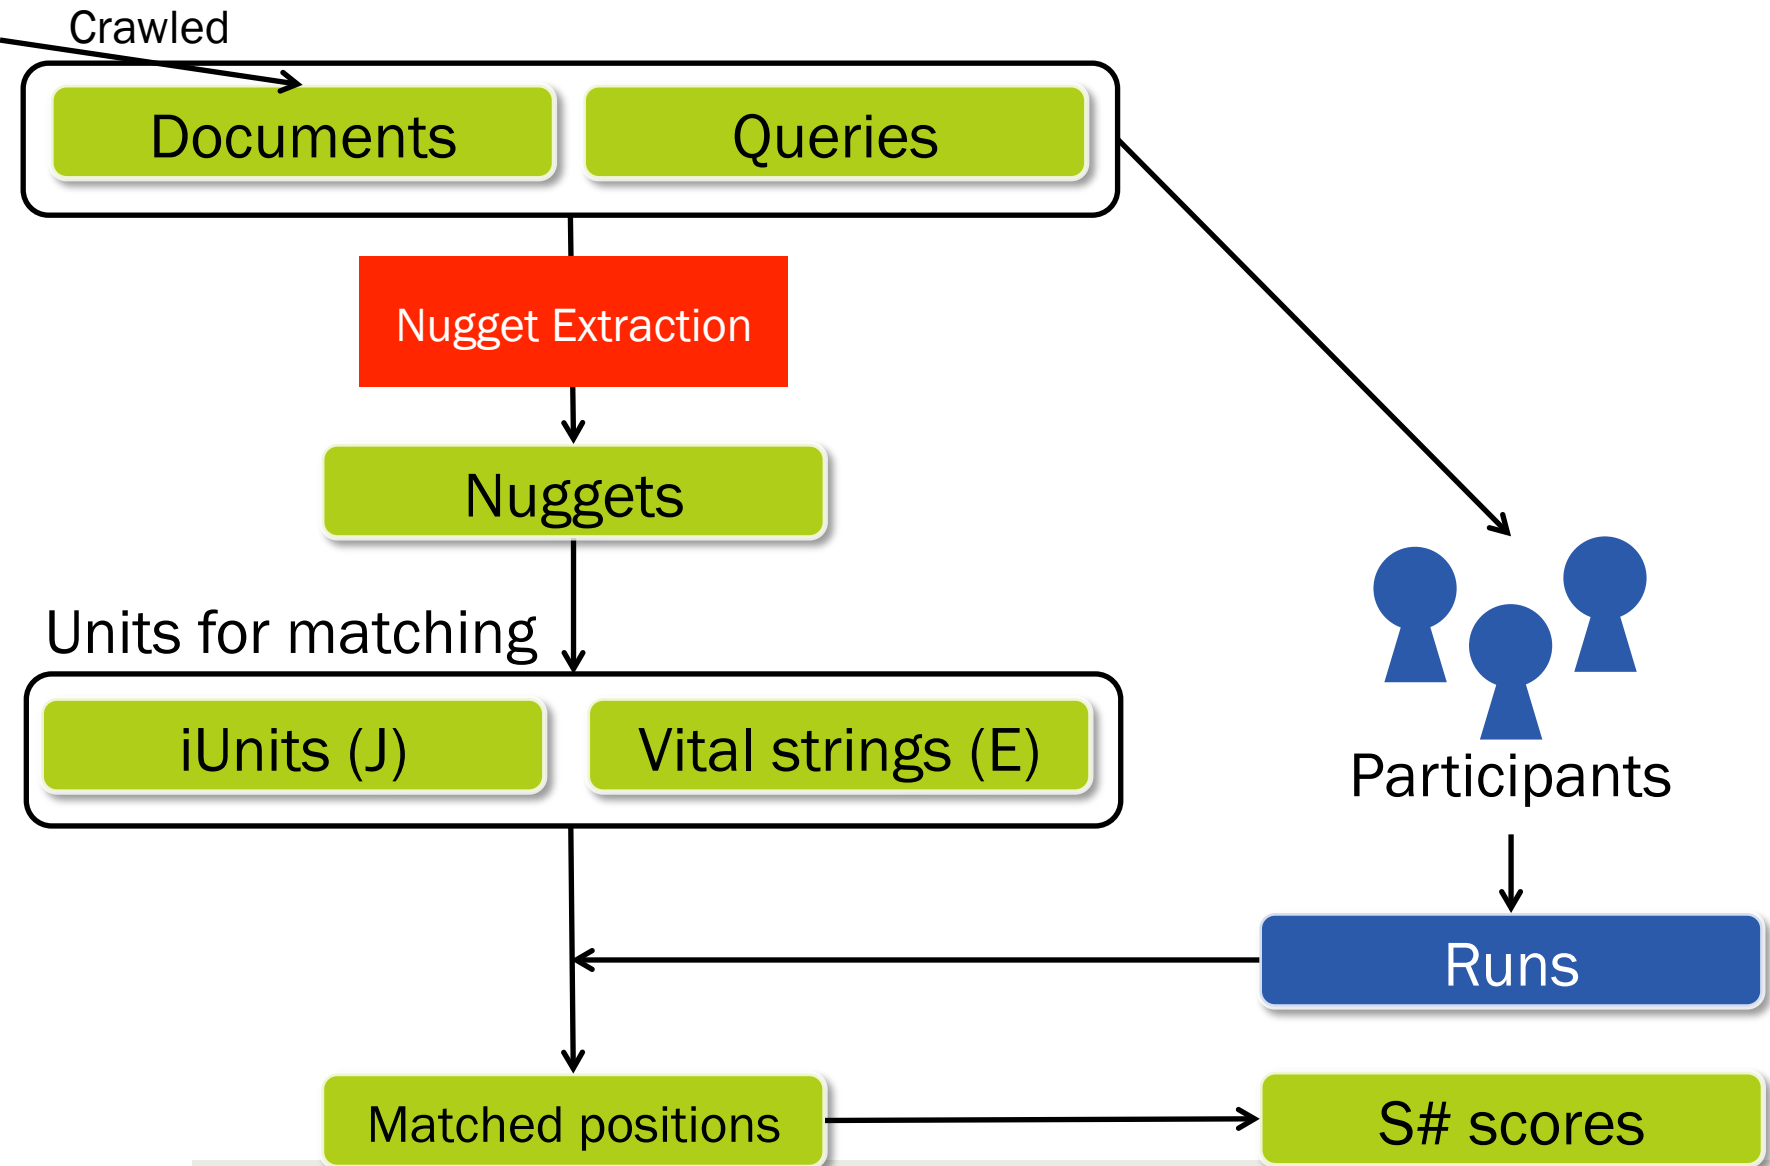 Crawled
Documents
Queries
Nugget Extraction
Nuggets
Units for matching
iUnits (J)
Vital strings (E)
Participants
Runs
Matched positions
S# scores